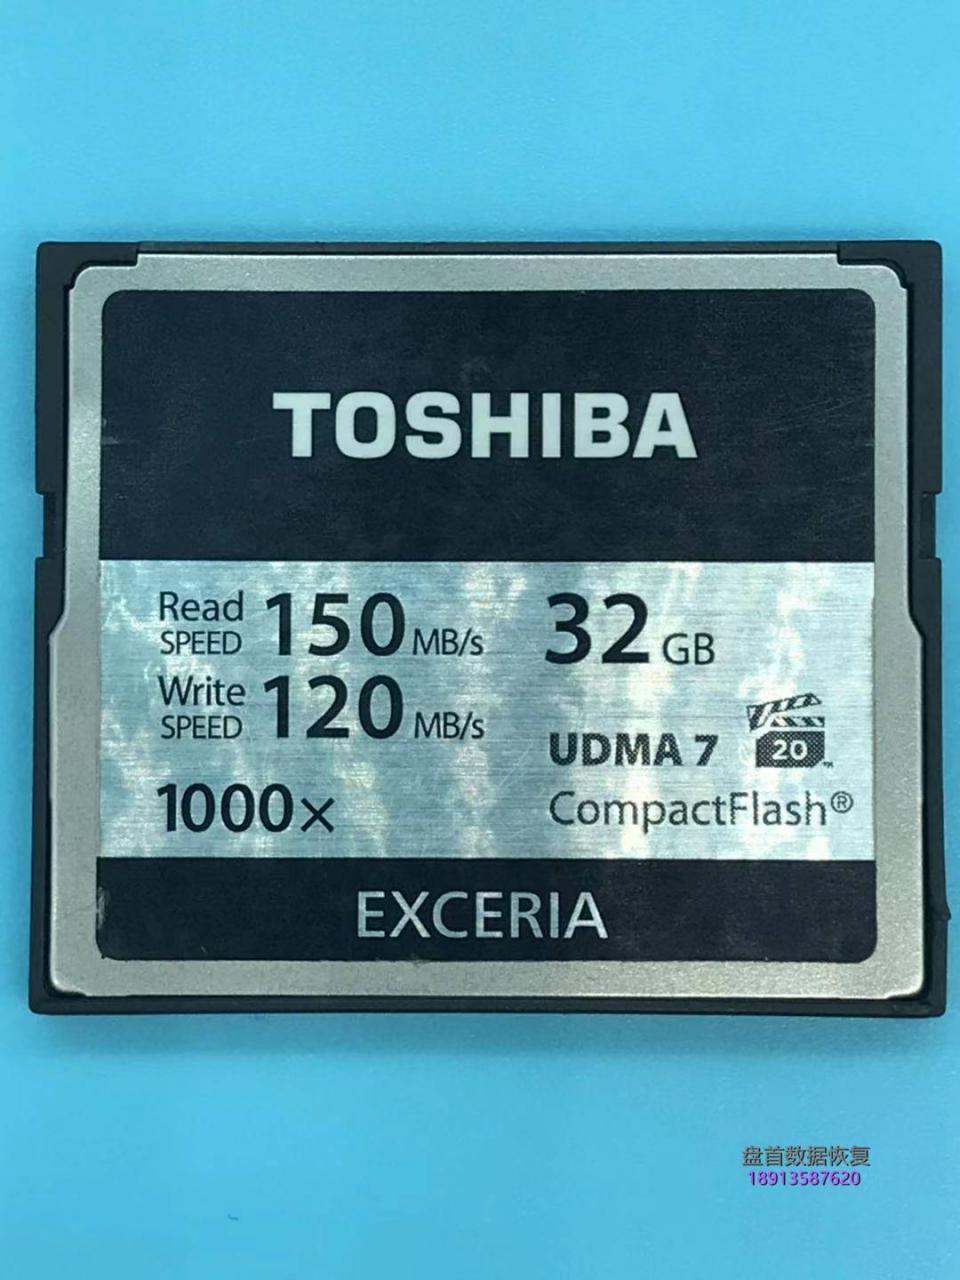 TOSHIBA
Read SPEED 150 MB/s
32 GB
Write SPEED 120 MB/s
UDMA 7
20 ™
1000×
CompactFlash®
EXCERIA
盘首数据恢复
18913587620